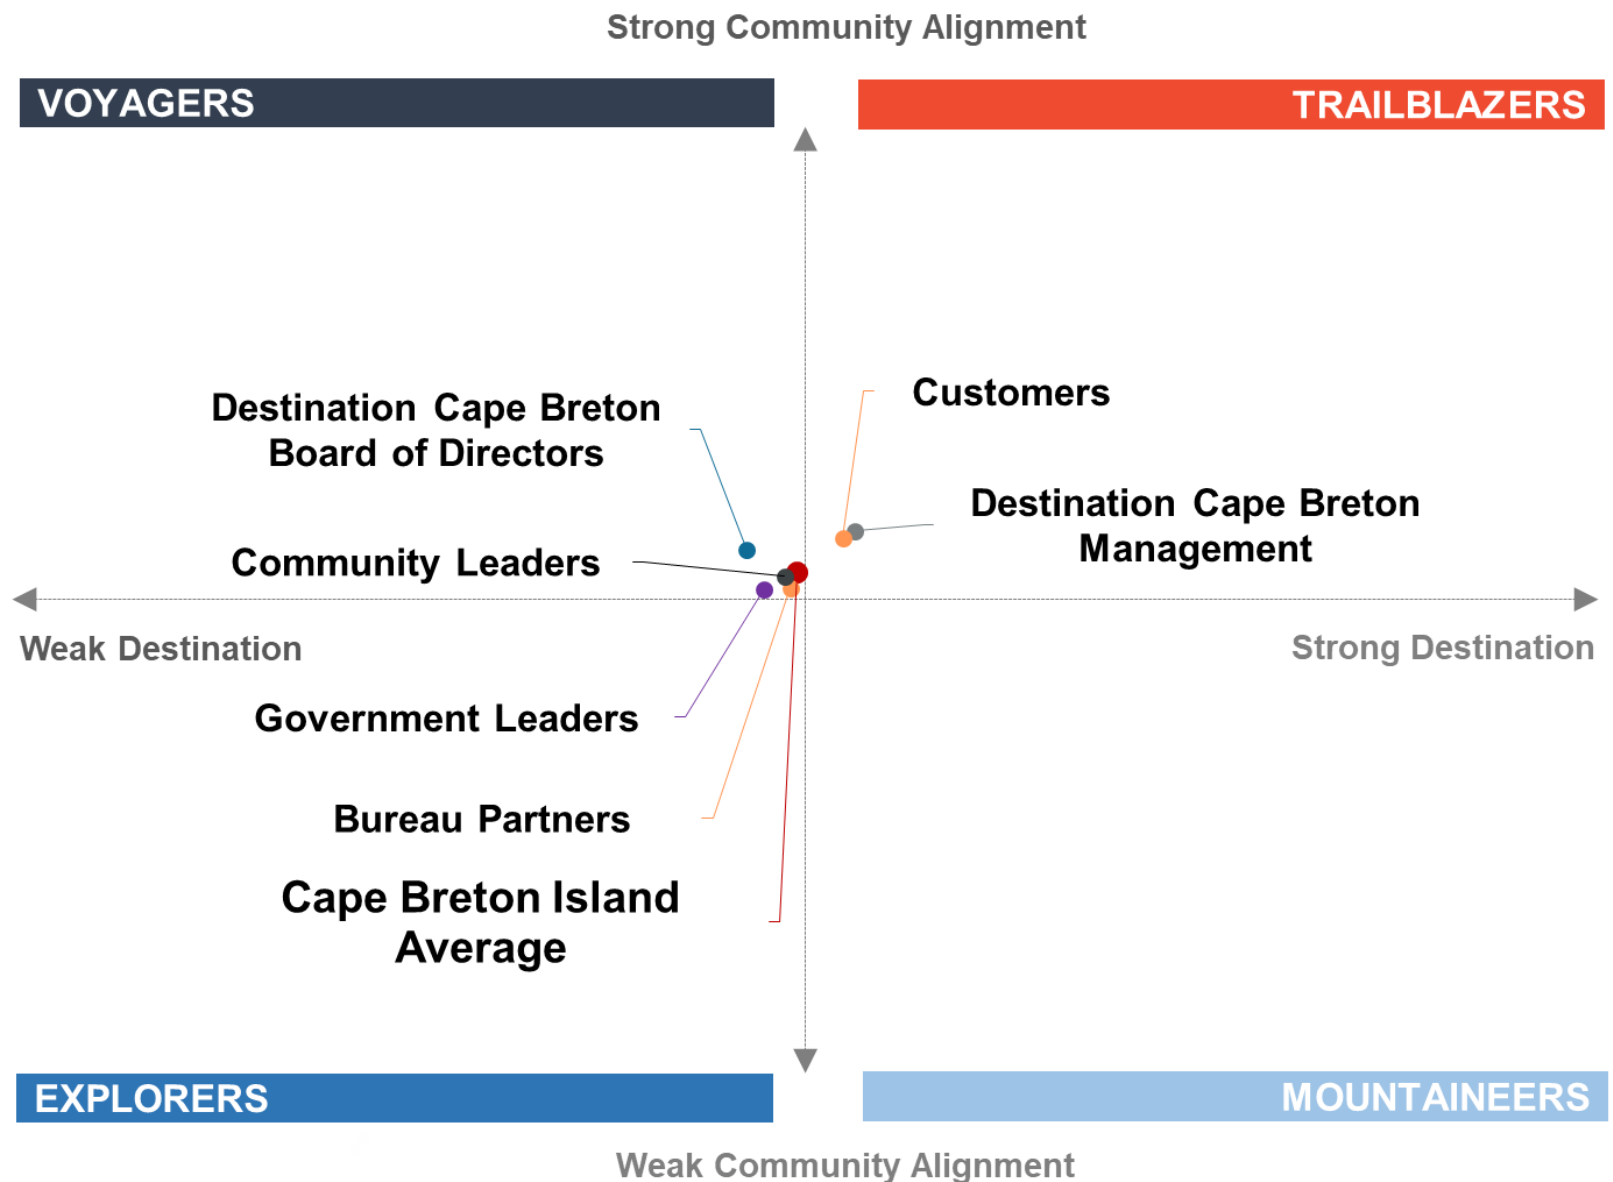 Strong Community Alignment
VOYAGERS
TRAILBLAZERS
Customers
Destination Cape Breton
Board of Directors
Destination Cape Breton
Management
Community Leaders
Weak Destination
Strong Destination
Government Leaders
Bureau Partners
Cape Breton Island
Average
EXPLORERS
MOUNTAINEERS
Weak Community Alignment